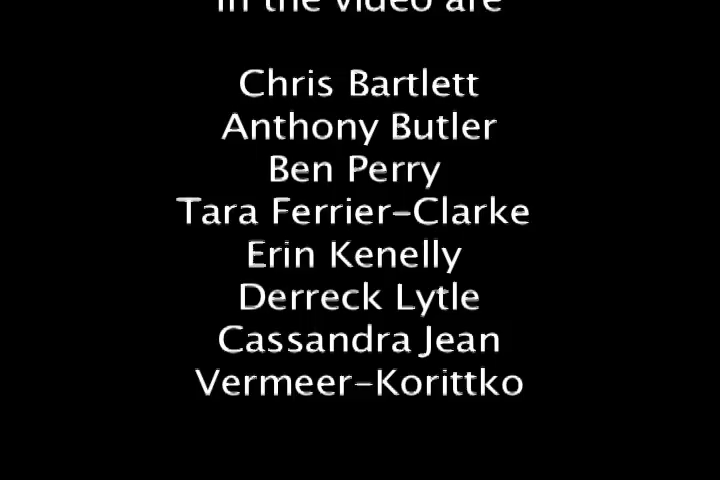 in the video are
Chris Bartlett
Anthony Butler
Ben Perry
Tara Ferrier-Clarke
Erin Kenelly
Derreck Lytle
Cassandra Jean
Vermeer-Korittko